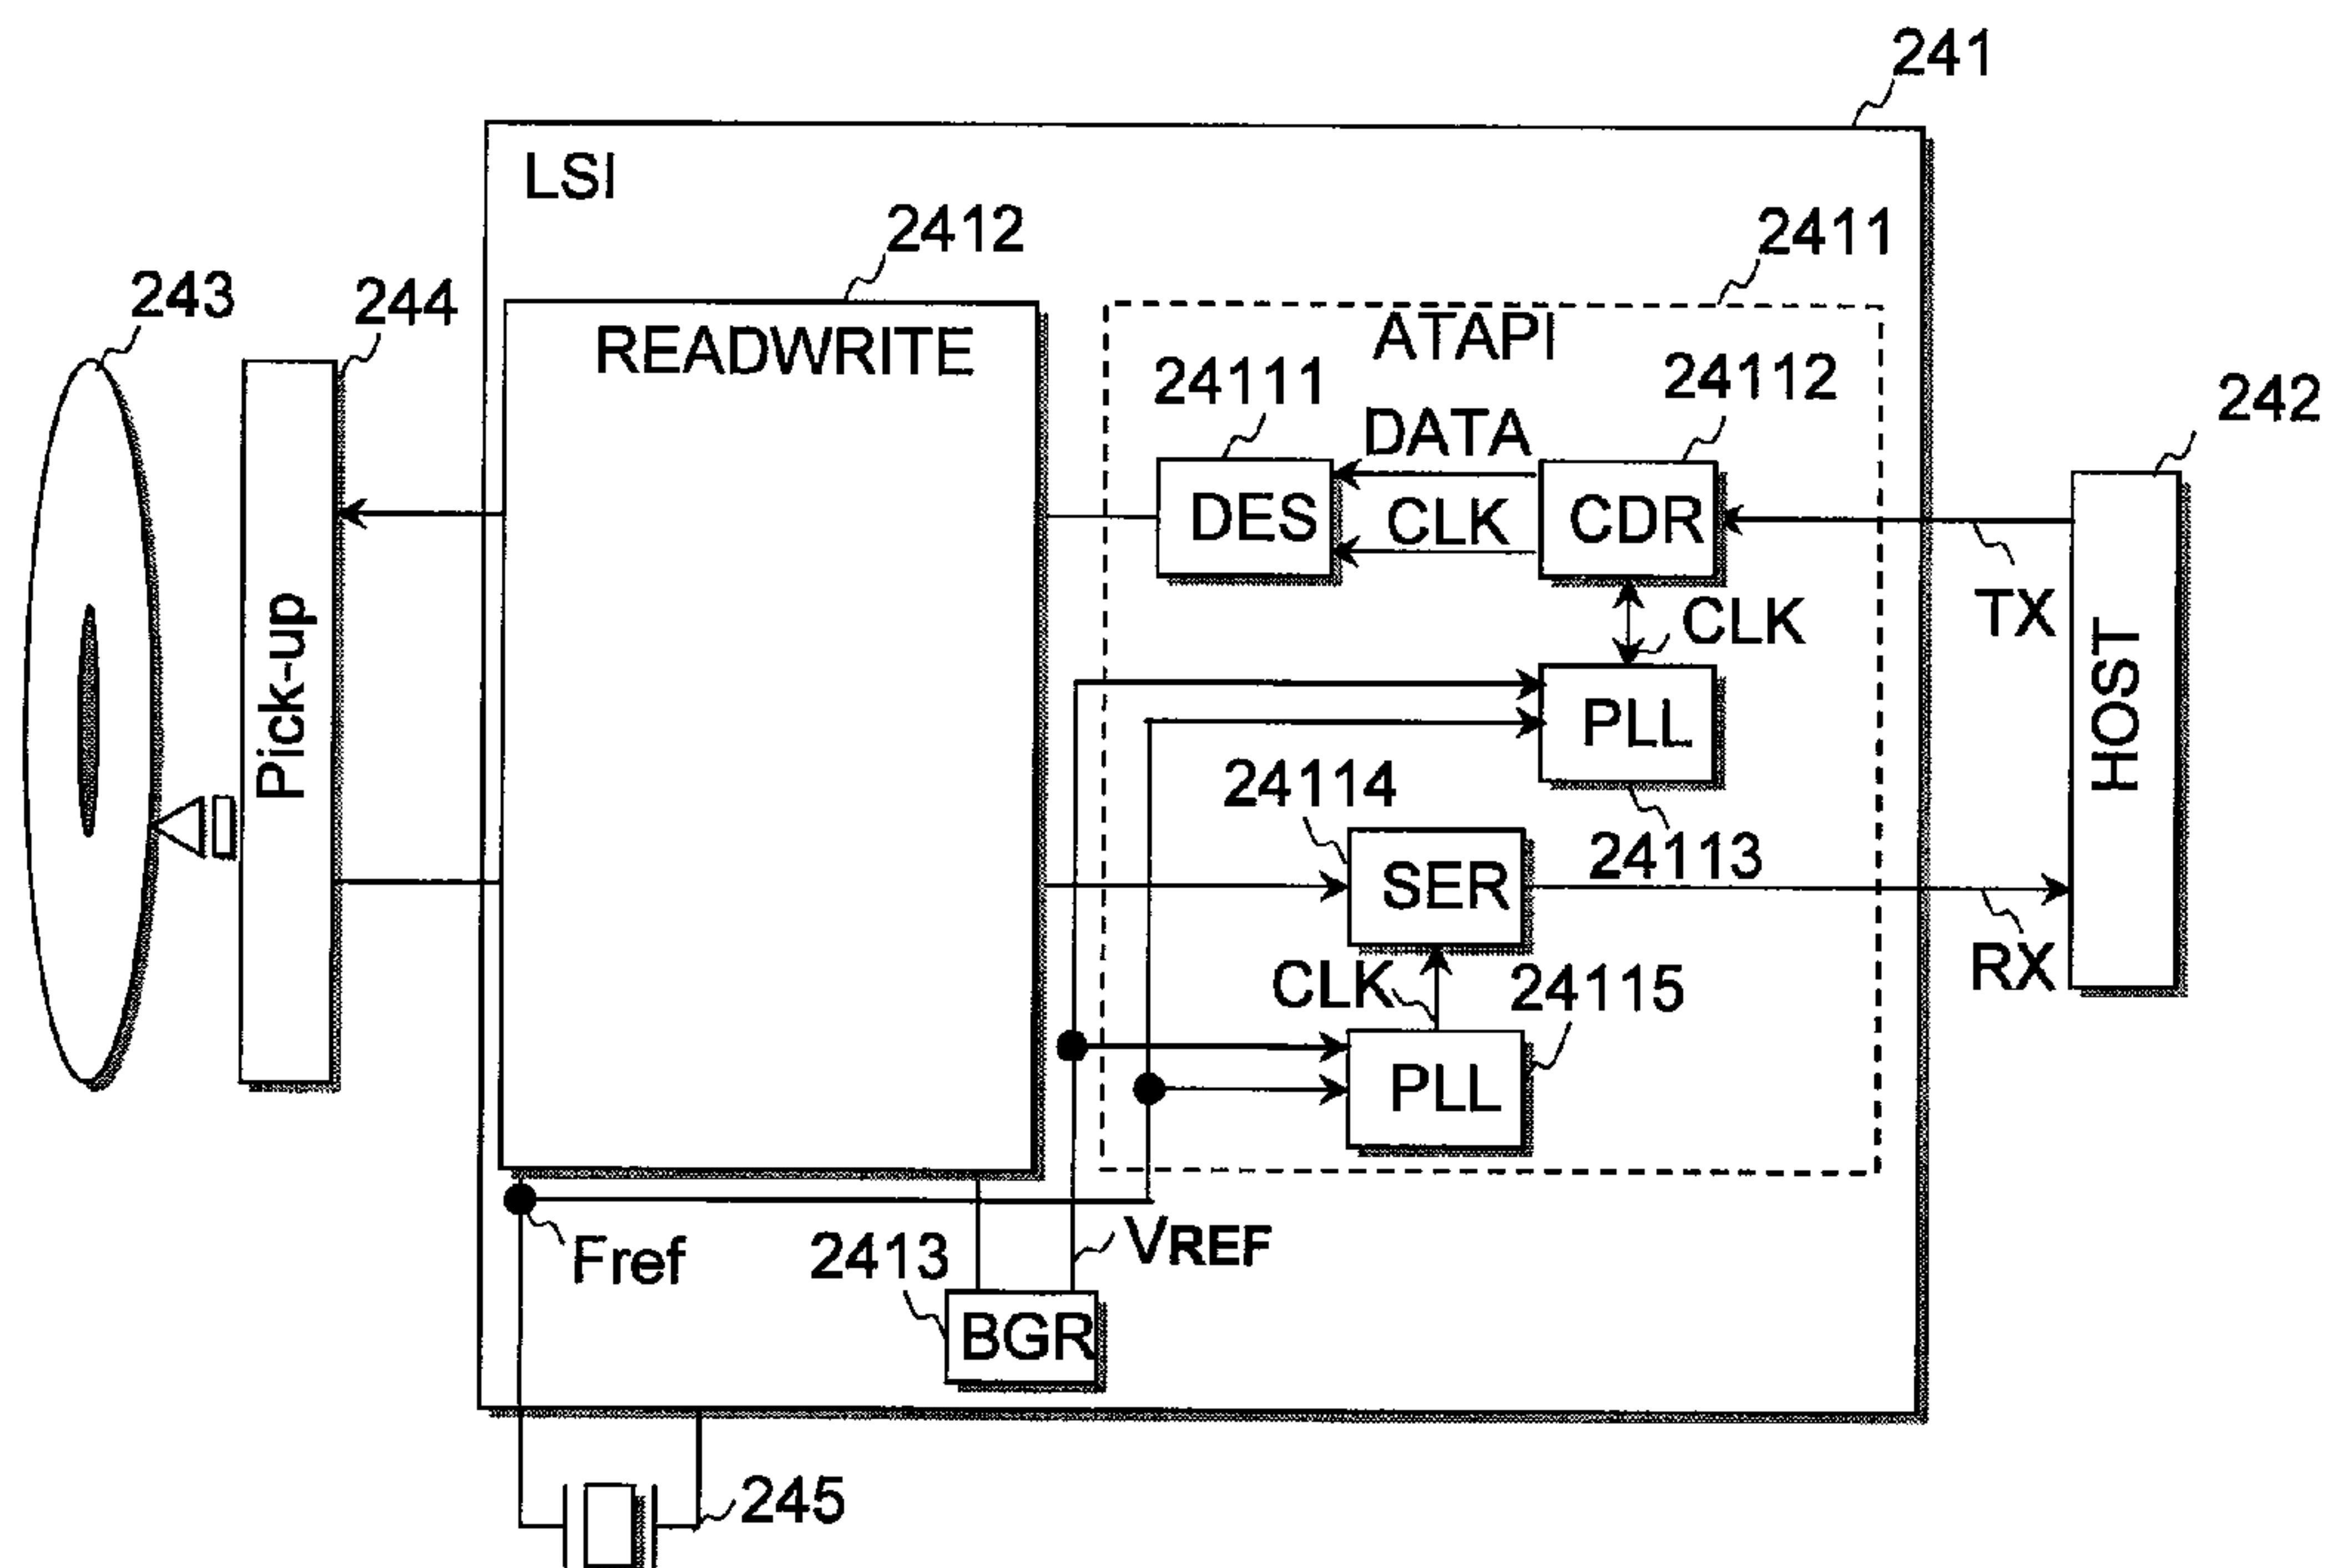 241
LSI
2412
2411
243
244
READWRITE
ATAPI
24111
24112
242
DATA
DES
CLK
CDR
TX
CLK
HOST
Pick-up
PLL
24114
24113
SER
RX
CLK
24115
PLL
Fref
2413
VREF
BGR
245